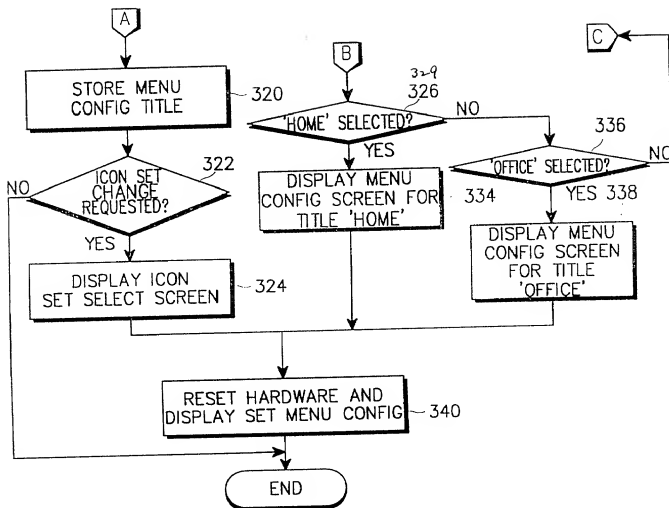 A
STORE MENU
CONFIG TITLE
320
ICON SET
CHANGE
REQUESTED?
322
NO
YES
DISPLAY ICON
SET SELECT SCREEN
324
B
329
326
'HOME' SELECTED?
NO
YES
DISPLAY MENU
CONFIG SCREEN FOR
TITLE 'HOME'
334
C
336
'OFFICE' SELECTED?
NO
YES
338
DISPLAY MENU
CONFIG SCREEN
FOR TITLE
'OFFICE'
RESET HARDWARE AND
DISPLAY SET MENU CONFIG
340
END